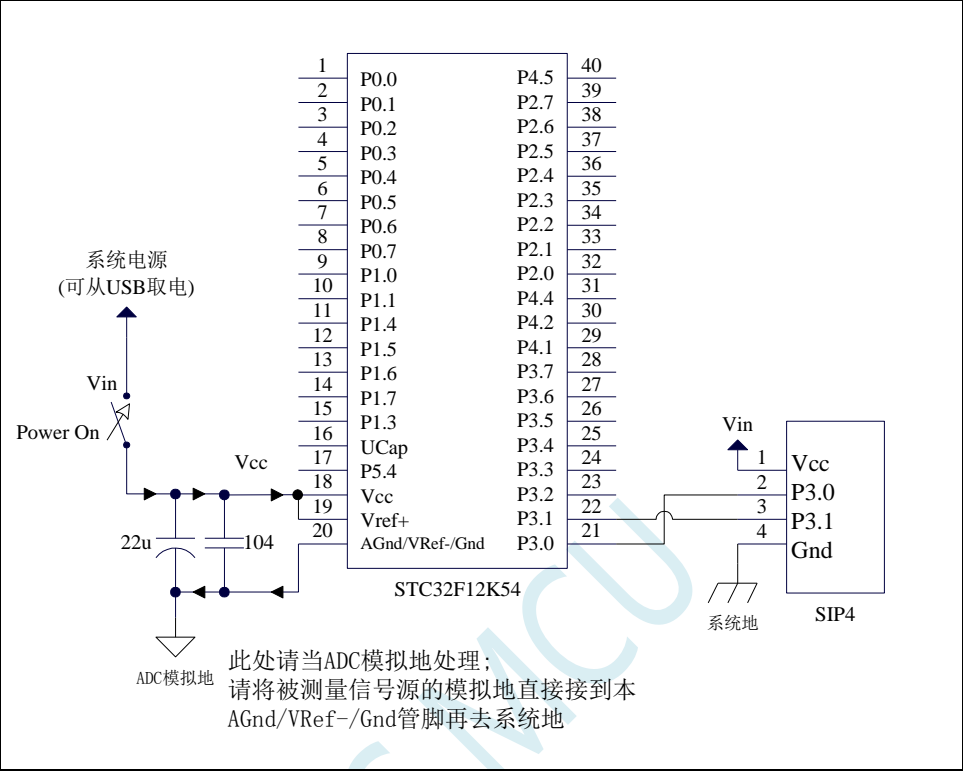 1 P0.0 P4.5 40
2 P0.1 P2.7 39
3 P0.2 P2.6 38
4 P0.3 P2.5 37
5 P0.4 P2.4 36
6 P0.5 P2.3 35
7 P0.6 P2.2 34
8 P0.7 P2.1 33
9 P1.0 P2.0 32
10 P1.1 P4.4 31
11 P1.4 P4.2 30
12 P1.5 P4.1 29
13 P1.6 P3.7 28
14 P1.7 P3.6 27
15 P1.3 P3.5 26
16 UCap P3.4 25
17 P5.4 P3.3 24
18 Vcc P3.2 23
19 Vref+ P3.1 22
20 AGnd/VRef-/Gnd P3.0 21
STC32F12K54
系统电源
(可从USB取电)
Vin
Power On
Vcc
22u
104
ADC模拟地
此处请当ADC模拟地处理;
请将被测量信号源的模拟地直接接到本
AGnd/VRef-/Gnd管脚再去系统地
Vin
1 Vcc
2 P3.0
3 P3.1
4 Gnd
系统地
SIP4
MCU